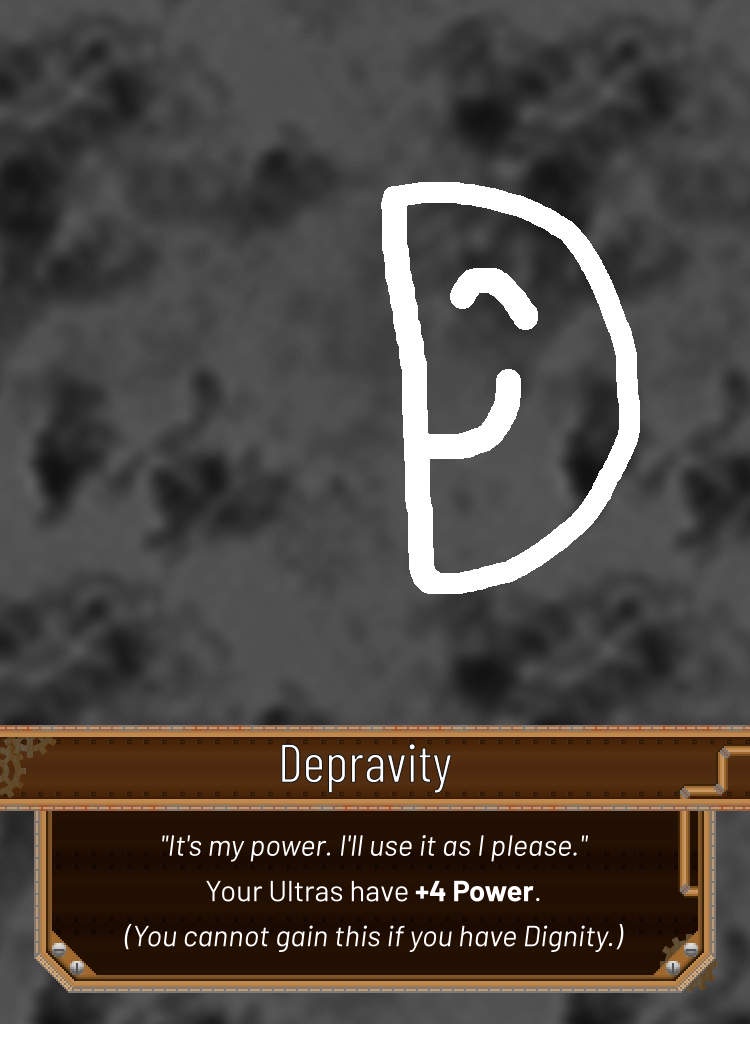 Depravity
"It's my power. I'll use it as I please."
Your Ultras have +4 Power.
(You cannot gain this if you have Dignity.)